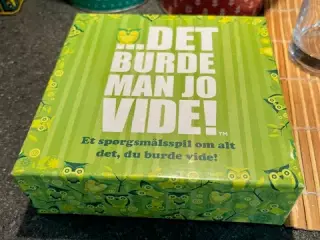 ...DET
BURDE
MAN JO
VIDE!™
Et spørgsmålsspil om alt
det, du burde vide!